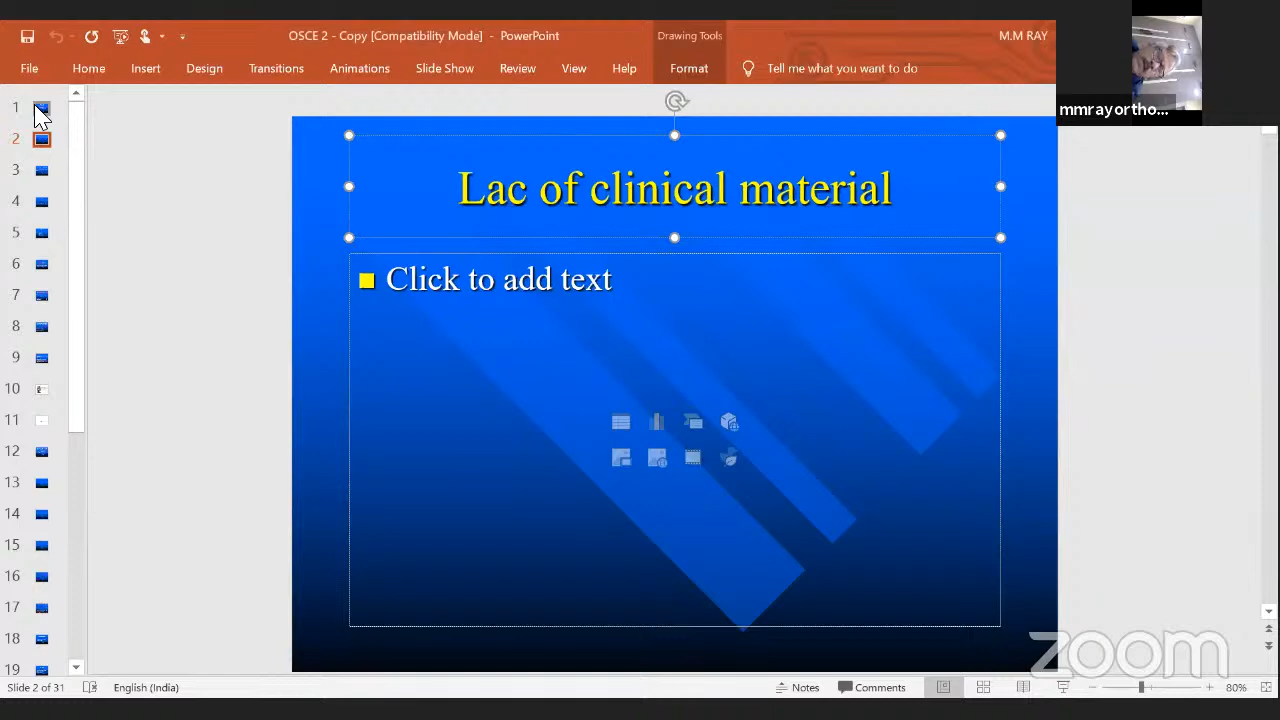 OSCE 2 - Copy [Compatibility Mode] - PowerPoint
Drawing Tools
M.M RAY
File Home Insert Design Transitions Animations Slide Show Review View Help Format Tell me what you want to do
mmrayortho...
1
2
3
4
5
6
7
8
9
10
11
12
13
14
15
16
17
18
19
Lac of clinical material
Click to add text
zoom
Slide 2 of 31 English (India) Notes Comments 80%